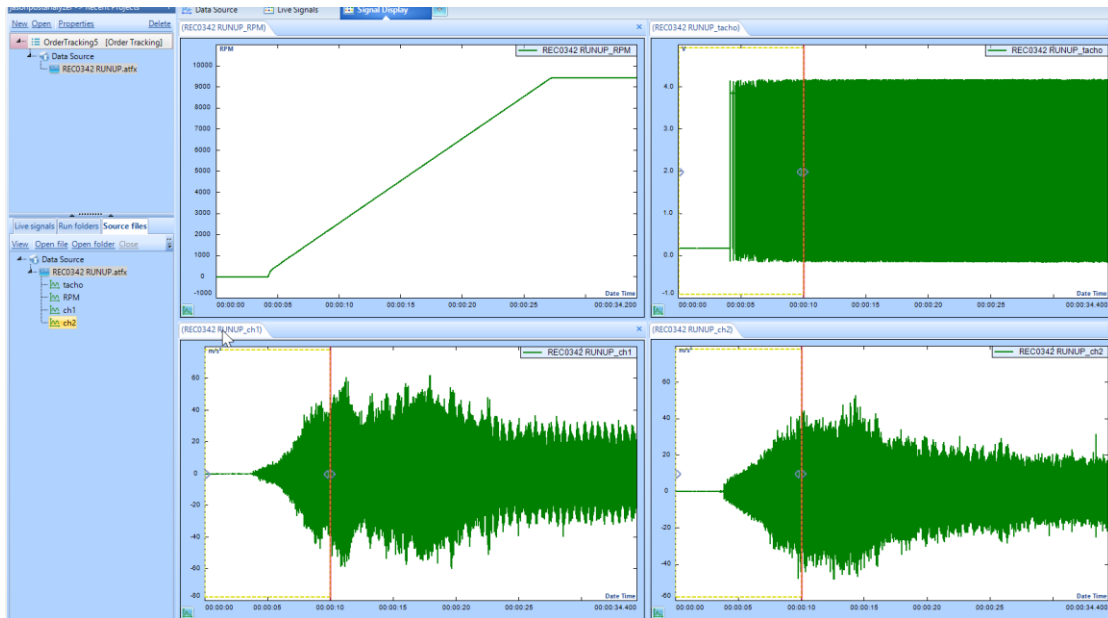 Data Source Live Signals Signal Display
New Open Properties Delete
OrderTracking5 [Order Tracking]
Data Source
REC0342 RUNUP.atfx
Live signals Run folders Source files
View Open file Open folder Close
Data Source
REC0342 RUNUP.atfx
tacho
RPM
ch1
ch2
(REC0342 RUNUP_RPM)
RPM
REC0342 RUNUP_RPM
10000
9000
8000
7000
6000
5000
4000
3000
2000
1000
0
-1000
00:00:00 00:00:05 00:00:10 00:00:15 00:00:20 00:00:25 00:00:34.200
Date Time
(REC0342 RUNUP_tacho)
V
REC0342 RUNUP_tacho
4.0
3.0
2.0
1.0
0
-1.0
00:00:00 00:00:05 00:00:10 00:00:15 00:00:20 00:00:25 00:00:34.400
Date Time
(REC0342 RUNUP_ch1)
m/s²
REC0342 RUNUP_ch1
60
40
20
0
-20
-40
-60
-80
00:00:00 00:00:05 00:00:10 00:00:15 00:00:20 00:00:25 00:00:34.400
Date Time
(REC0342 RUNUP_ch2)
m/s²
REC0342 RUNUP_ch2
60
40
20
0
-20
-40
-60
00:00:00 00:00:05 00:00:10 00:00:15 00:00:20 00:00:25 00:00:34.400
Date Time